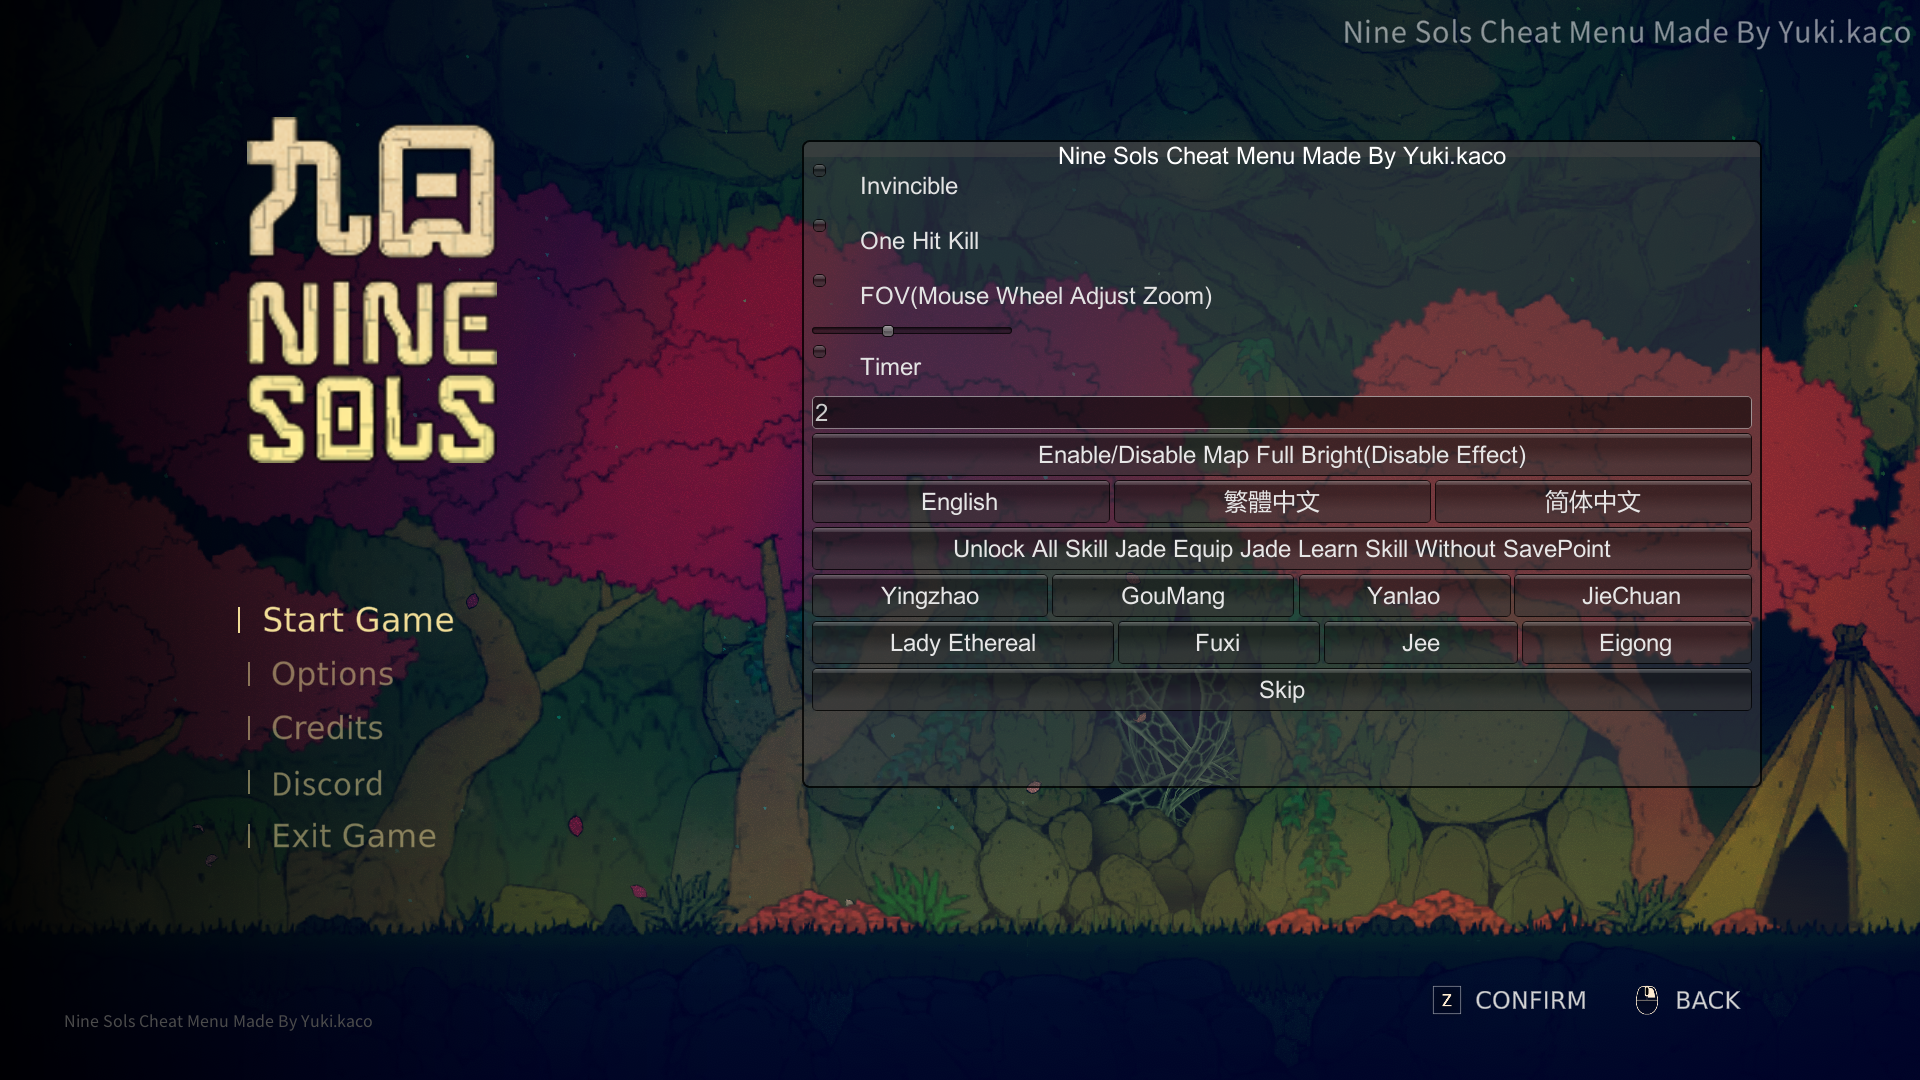 Nine Sols Cheat Menu Made By Yuki.kaco
九日
NINE
SOLS
Start Game
Options
Credits
Discord
Exit Game
Nine Sols Cheat Menu Made By Yuki.kaco
Invincible
One Hit Kill
FOV(Mouse Wheel Adjust Zoom)
Timer
2
Enable/Disable Map Full Bright(Disable Effect)
English 繁體中文 简体中文
Unlock All Skill Jade Equip Jade Learn Skill Without SavePoint
Yingzhao GouMang Yanlao JieChuan
Lady Ethereal Fuxi Jee Eigong
Skip
Z CONFIRM BACK
Nine Sols Cheat Menu Made By Yuki.kaco